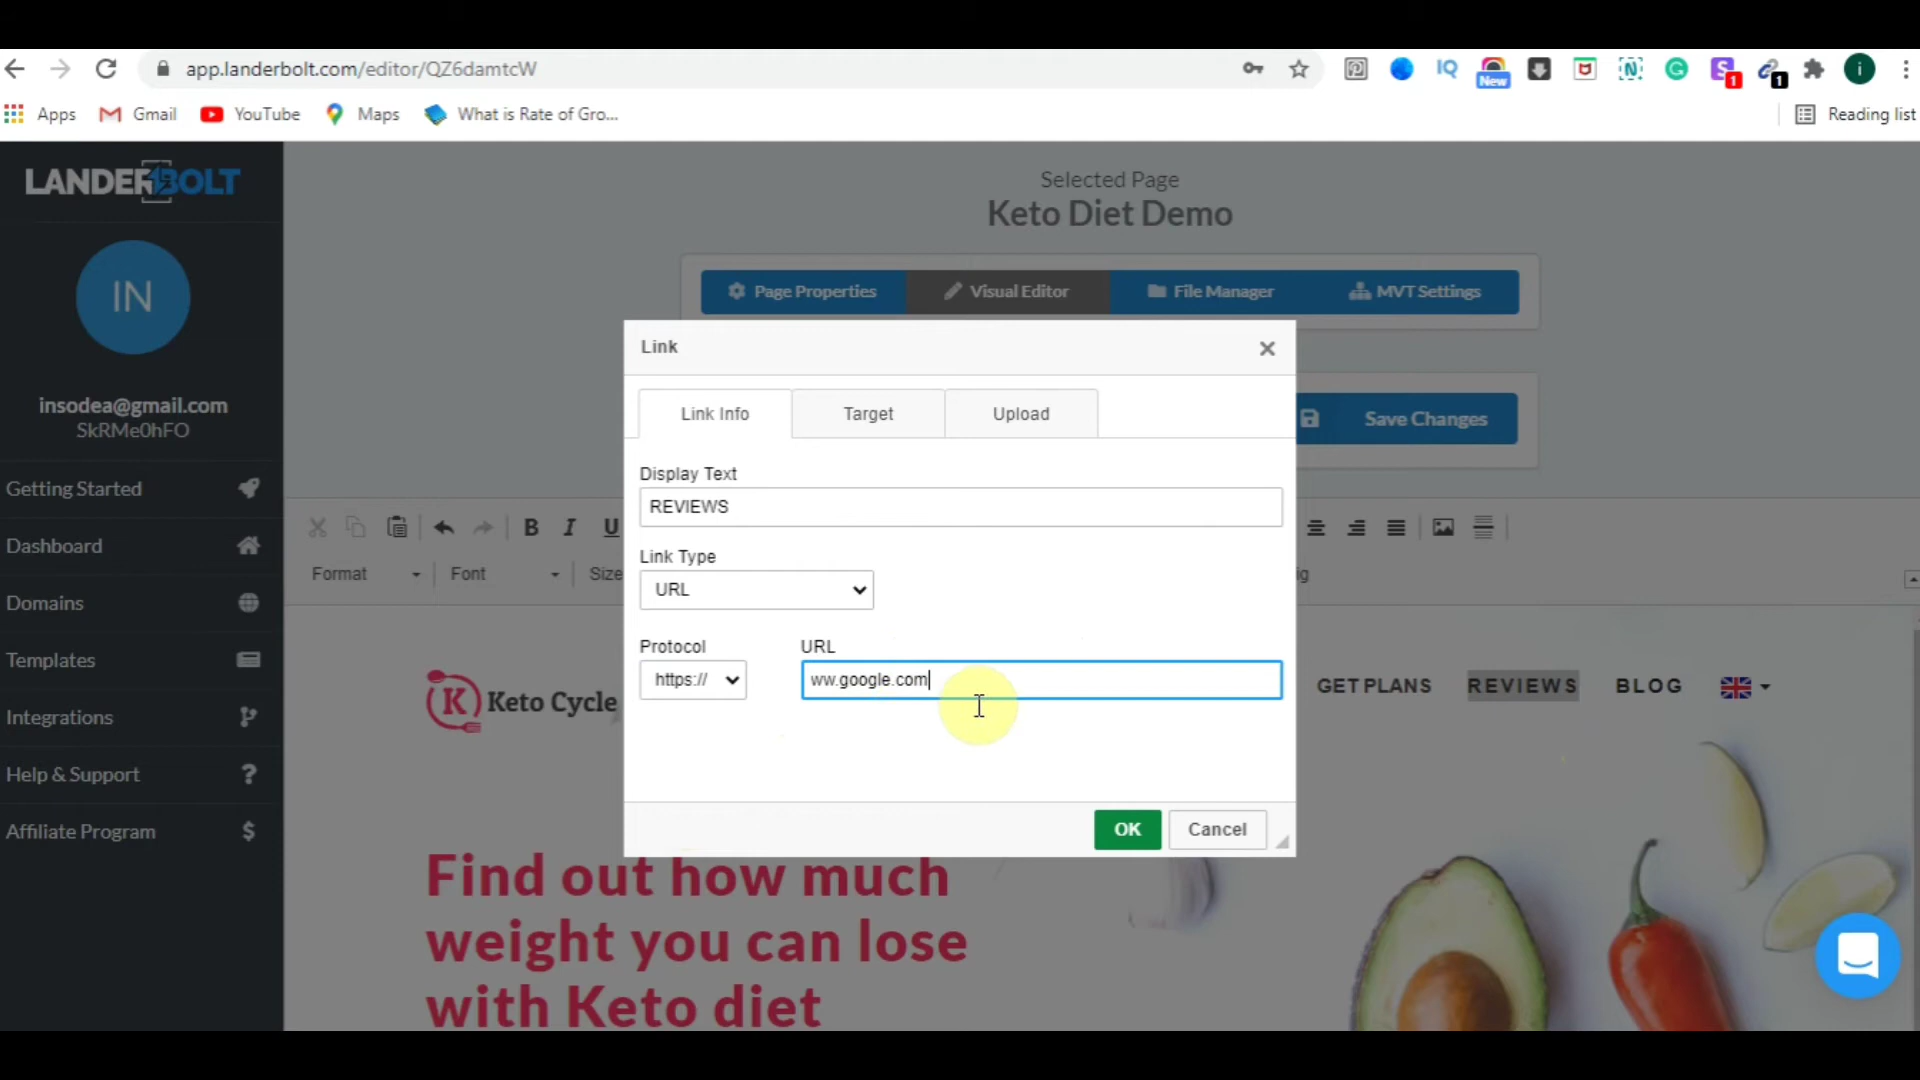 app.landerbolt.com/editor/QZ6damtcW
IQ
New
1
1
i
Apps
Gmail
YouTube
Maps
What is Rate of Gro...
Reading list
LANDERBOLT
IN
insodea@gmail.com
SkRMe0hFO
Getting Started
Dashboard
Domains
Templates
Integrations
Help & Support
Affiliate Program
Selected Page
Keto Diet Demo
Page Properties
Visual Editor
File Manager
MVT Settings
Save Changes
Format
Font
Size
Link
Link Info
Target
Upload
Display Text
REVIEWS
Link Type
URL
Protocol
URL
https://
ww.google.com
OK
Cancel
K Keto Cycle
GET PLANS
REVIEWS
BLOG
Find out how much
weight you can lose
with Keto diet